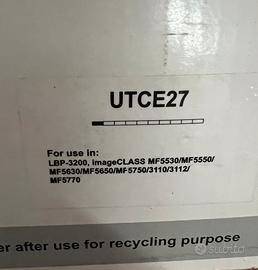 UTCE27
For use in:
LBP-3200, imageCLASS MF5530/MF5550/
MF5630/MF5650/MF5750/3110/3112/
MF5770
er after use for recycling purpose
subito